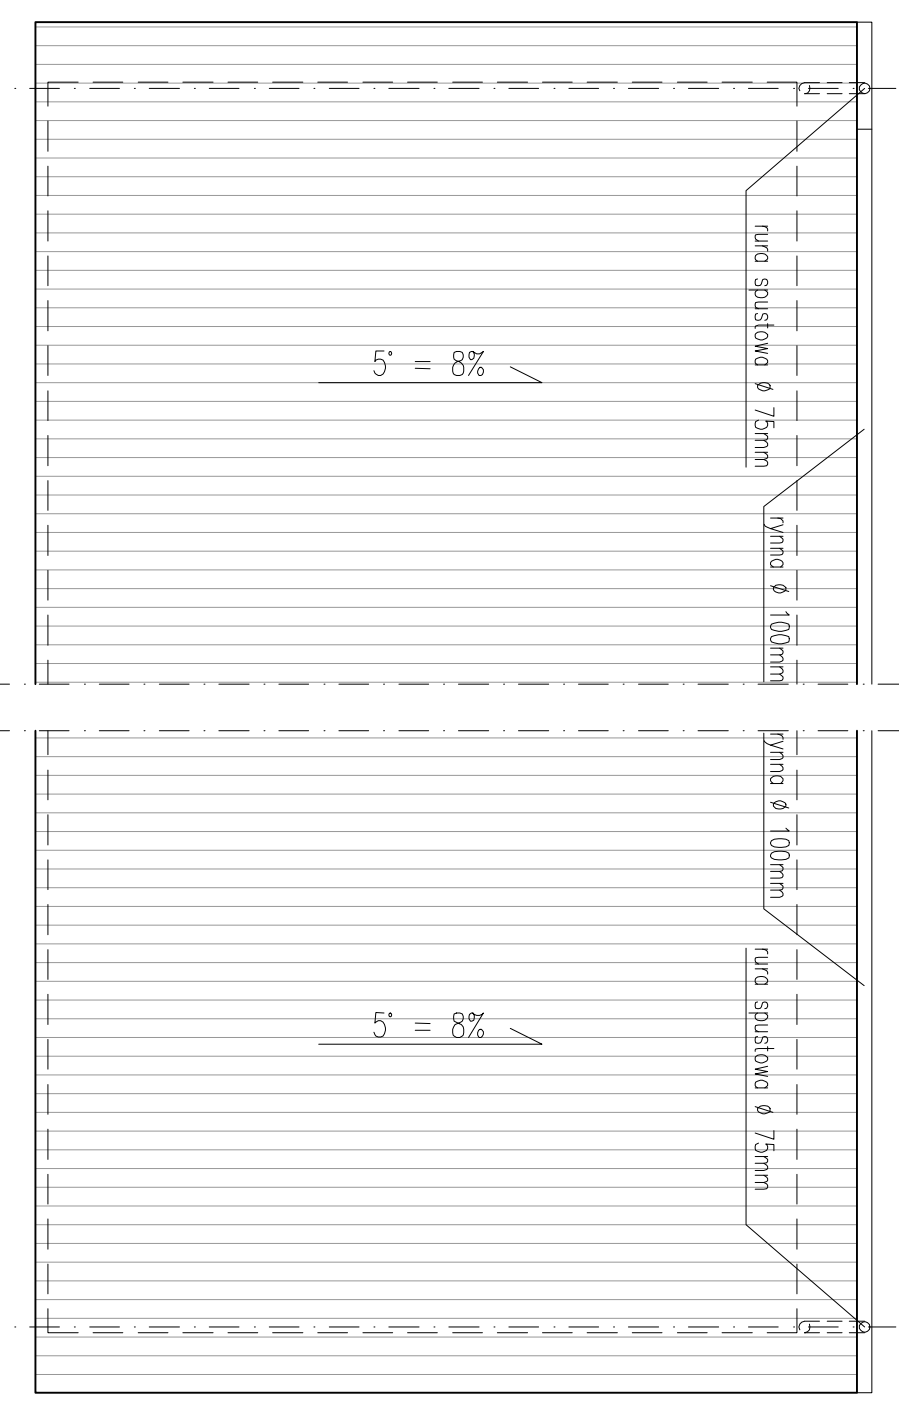 rura spustowa ø 75mm
5° = 8%
rynna ø 100mm
rynna ø 100mm
rura spustowa ø 75mm
5° = 8%